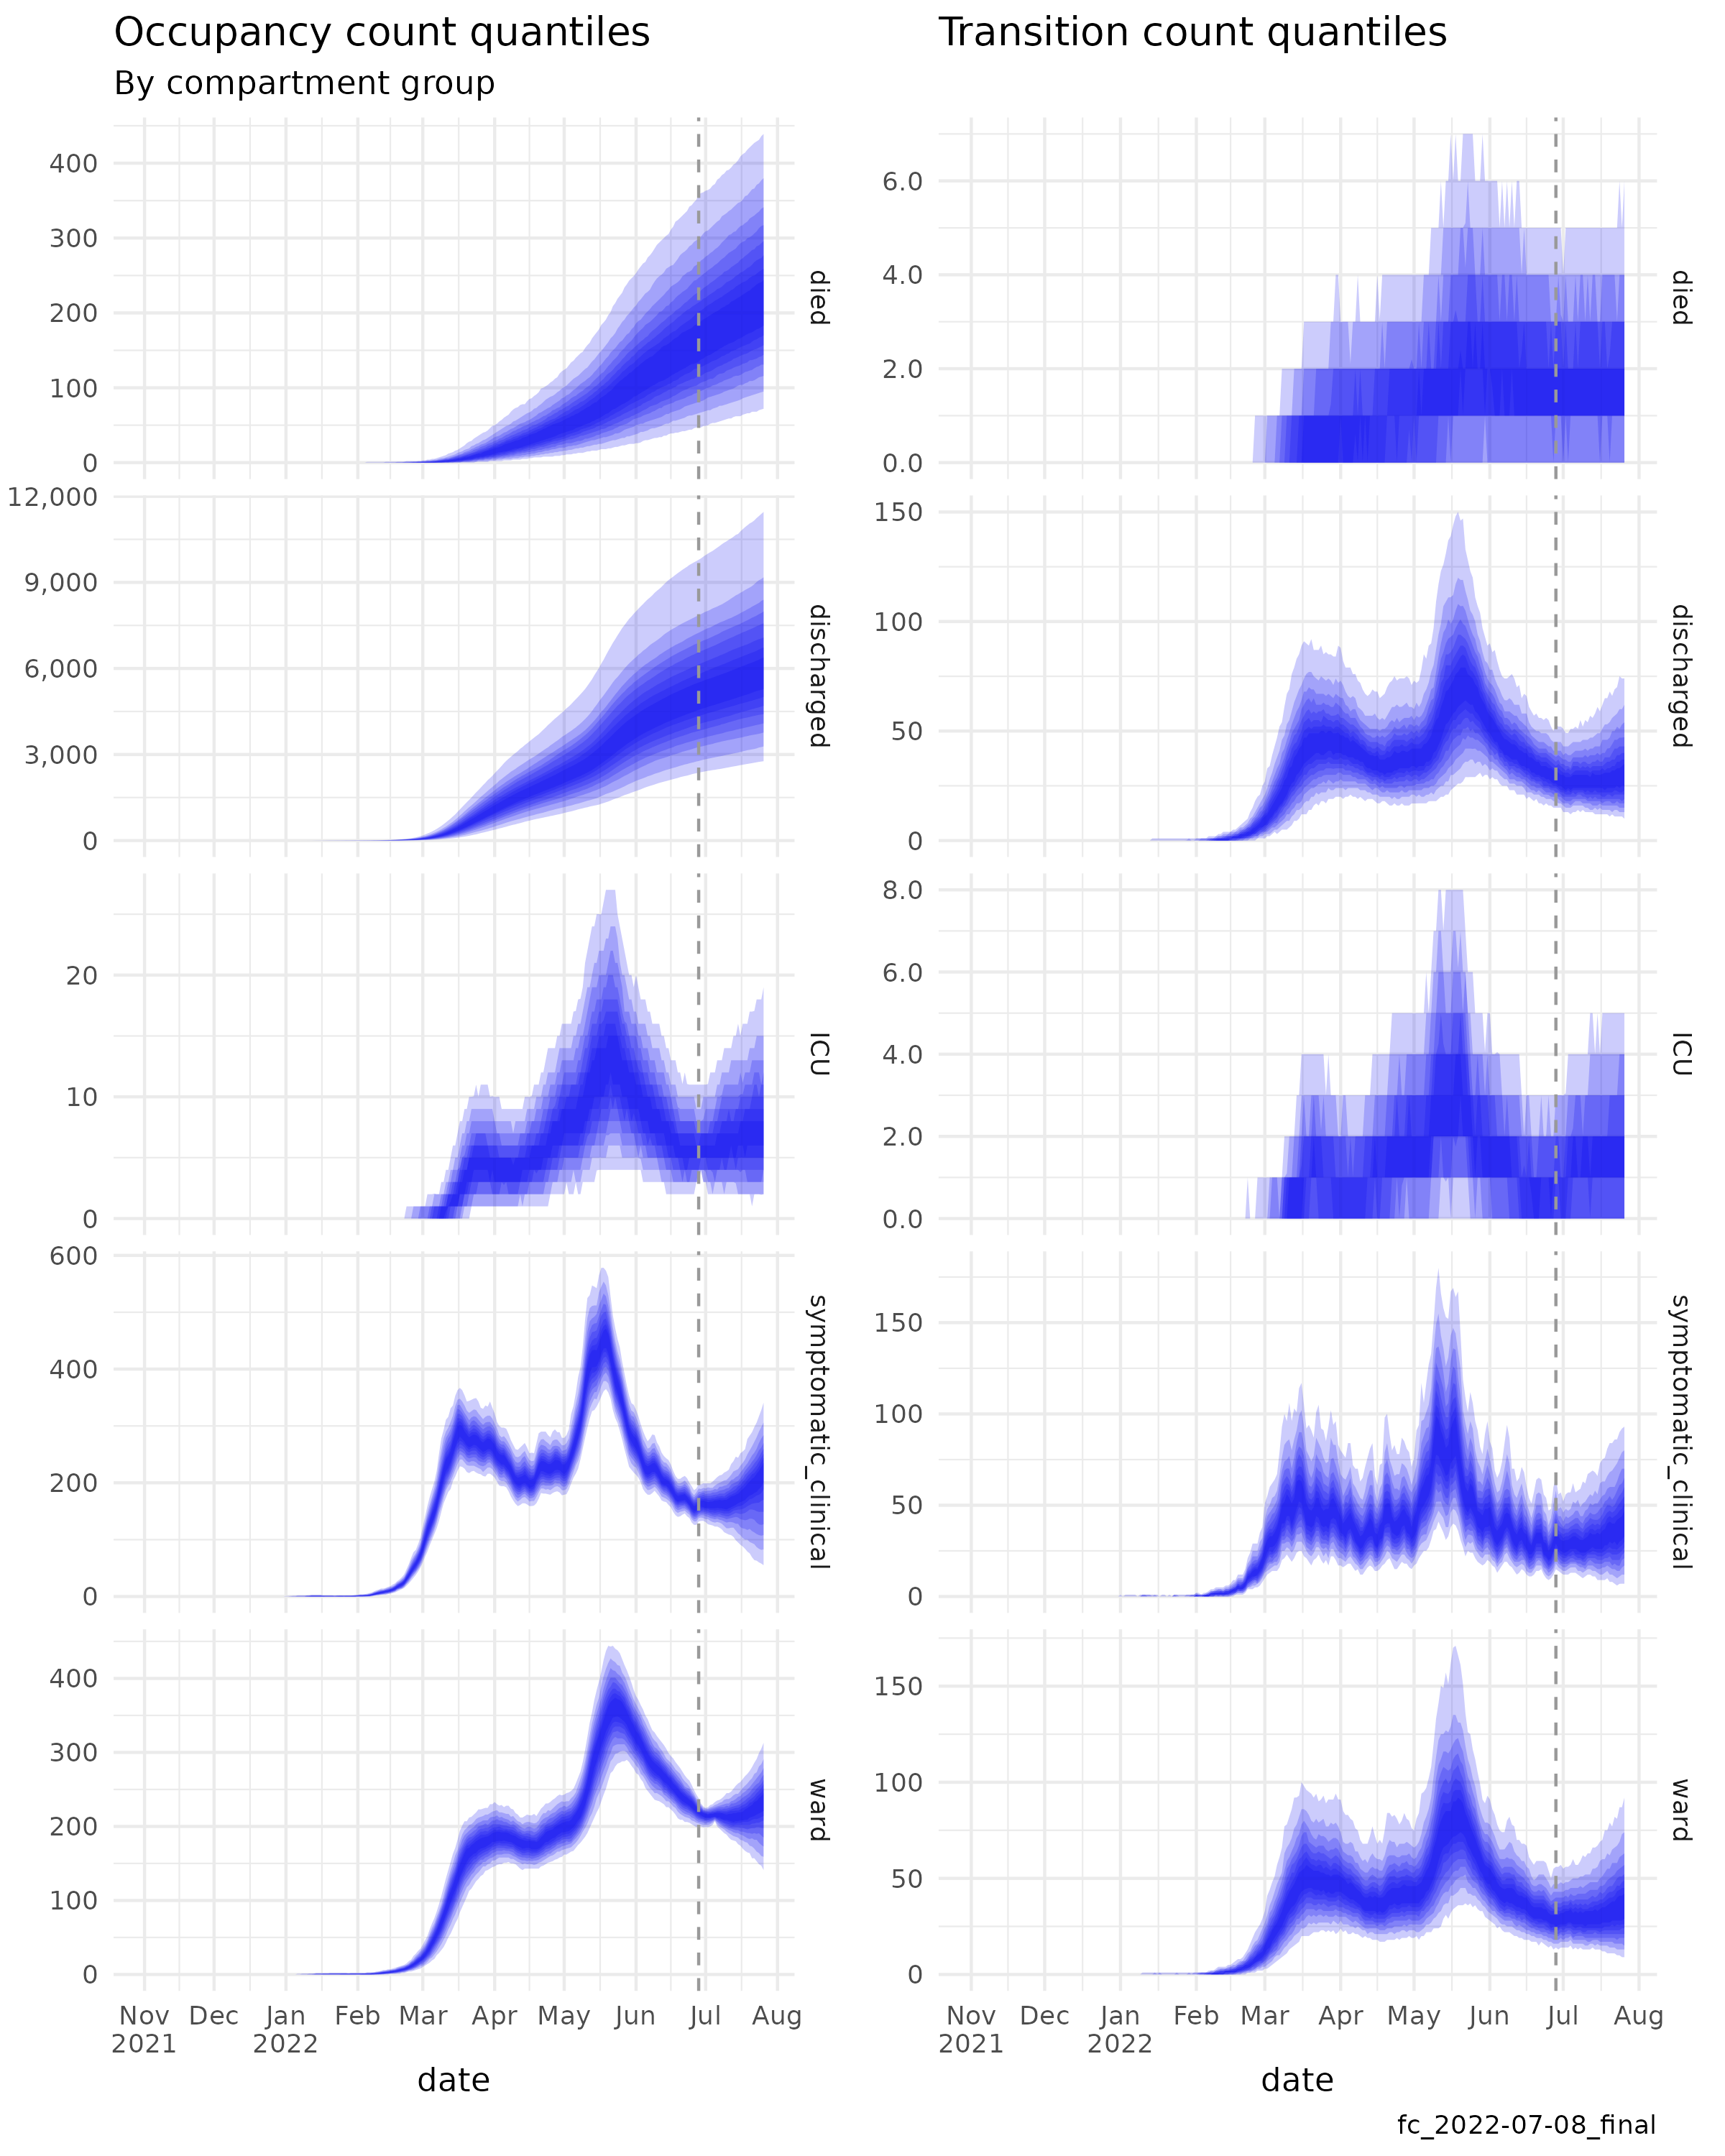 Occupancy count quantiles
By compartment group
400
300
200
100
0
died
12,000
9,000
6,000
3,000
0
discharged
20
10
0
ICU
600
400
200
0
symptomatic_clinical
400
300
200
100
0
ward
Nov
2021
Dec
Jan
2022
Feb
Mar
Apr
May
Jun
Jul
Aug
date
Transition count quantiles
6.0
4.0
2.0
0.0
died
150
100
50
0
discharged
8.0
6.0
4.0
2.0
0.0
ICU
150
100
50
0
symptomatic_clinical
150
100
50
0
ward
Nov
2021
Dec
Jan
2022
Feb
Mar
Apr
May
Jun
Jul
Aug
date
fc_2022-07-08_final